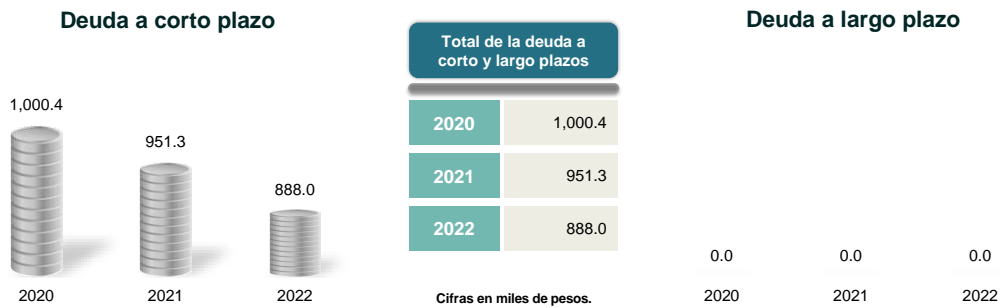 Deuda a corto plazo
1,000.4
951.3
888.0
2020 2021 2022
Total de la deuda a
corto y largo plazos
2020 1,000.4
2021 951.3
2022 888.0
Cifras en miles de pesos.
Deuda a largo plazo
0.0 0.0 0.0
2020 2021 2022